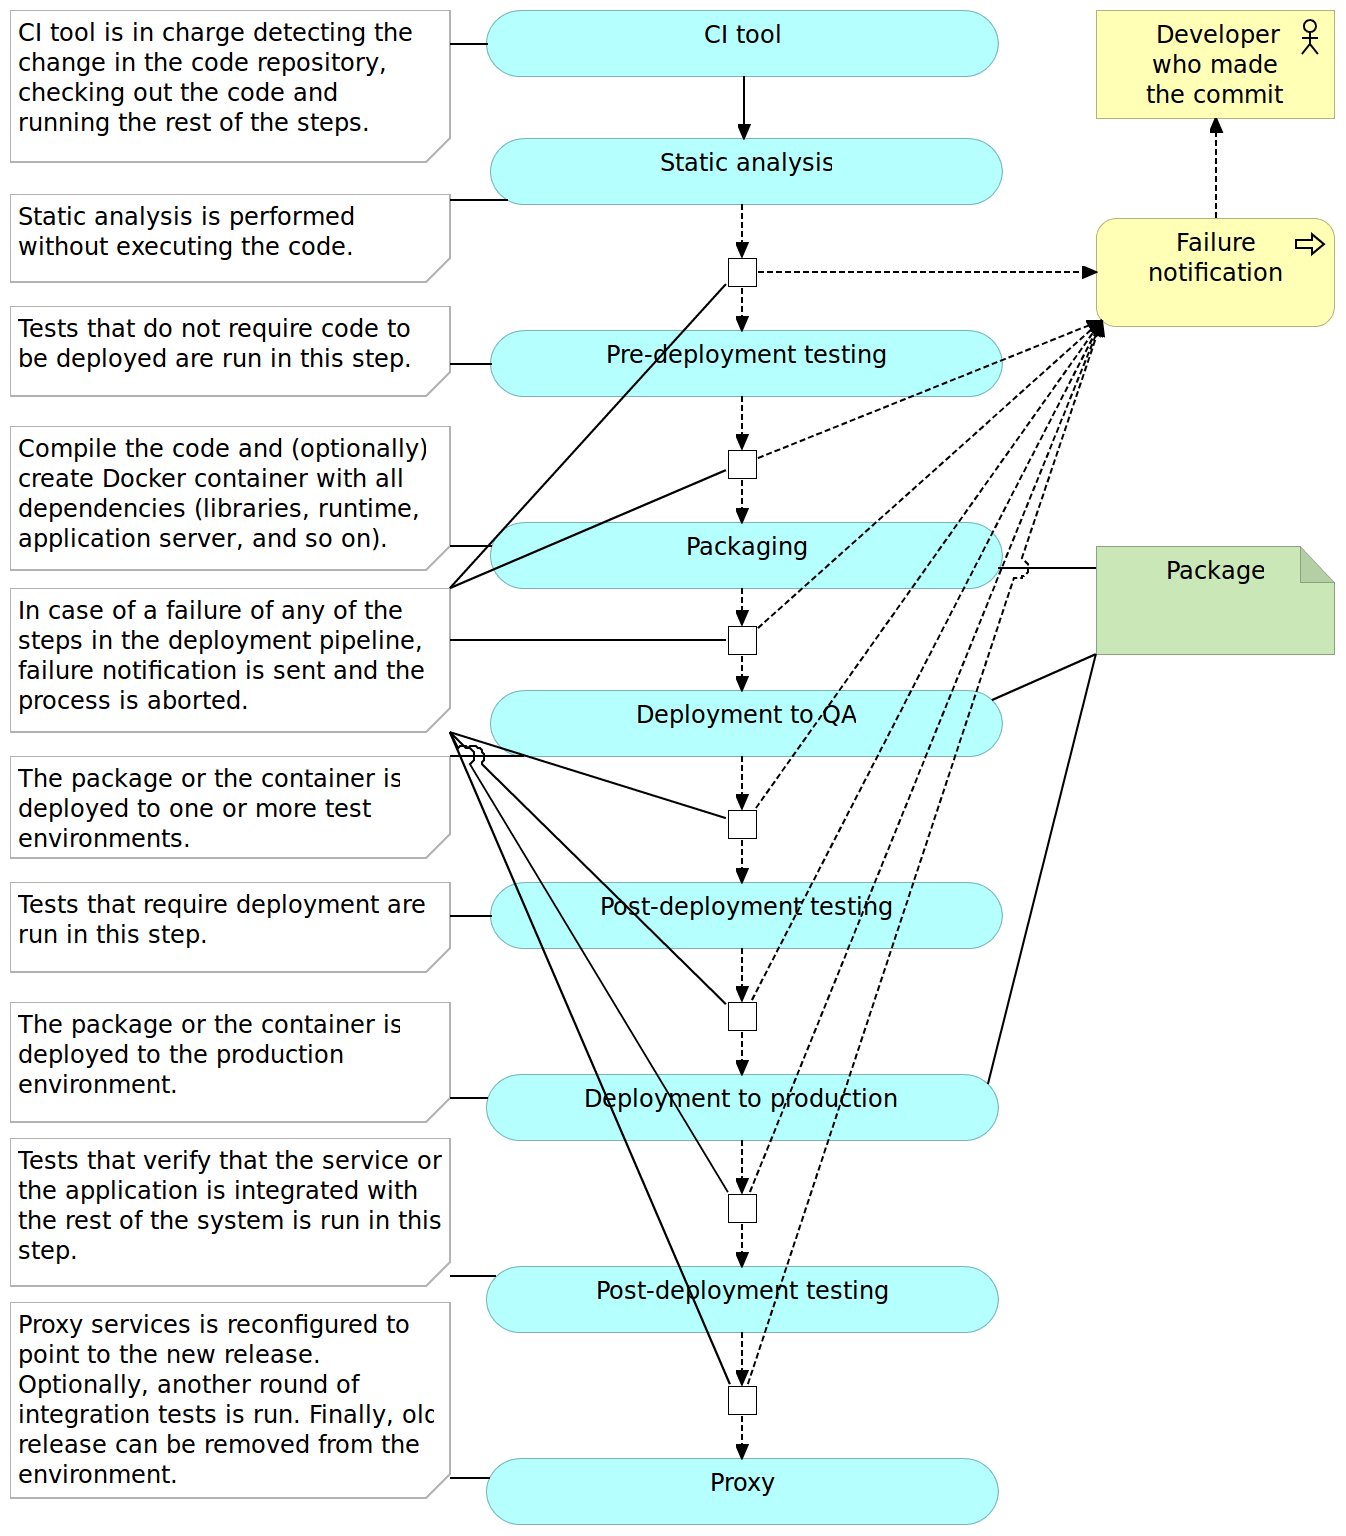 CI tool is in charge detecting the
change in the code repository,
checking out the code and
running the rest of the steps.
CI tool
Developer
who made
the commit
Static analysis
Static analysis is performed
without executing the code.
Failure
notification
Tests that do not require code to
be deployed are run in this step.
Pre-deployment testing
Compile the code and (optionally)
create Docker container with all
dependencies (libraries, runtime,
application server, and so on).
Packaging
Package
In case of a failure of any of the
steps in the deployment pipeline,
failure notification is sent and the
process is aborted.
Deployment to QA
The package or the container is
deployed to one or more test
environments.
Tests that require deployment are
run in this step.
Post-deployment testing
The package or the container is
deployed to the production
environment.
Deployment to production
Tests that verify that the service or
the application is integrated with
the rest of the system is run in this
step.
Post-deployment testing
Proxy services is reconfigured to
point to the new release.
Optionally, another round of
integration tests is run. Finally, old
release can be removed from the
environment.
Proxy